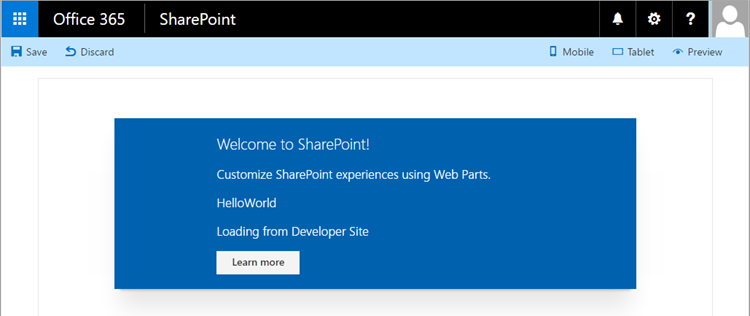 Office 365 SharePoint ?
Save Discard Mobile Tablet Preview
Welcome to SharePoint!
Customize SharePoint experiences using Web Parts.
HelloWorld
Loading from Developer Site
Learn more